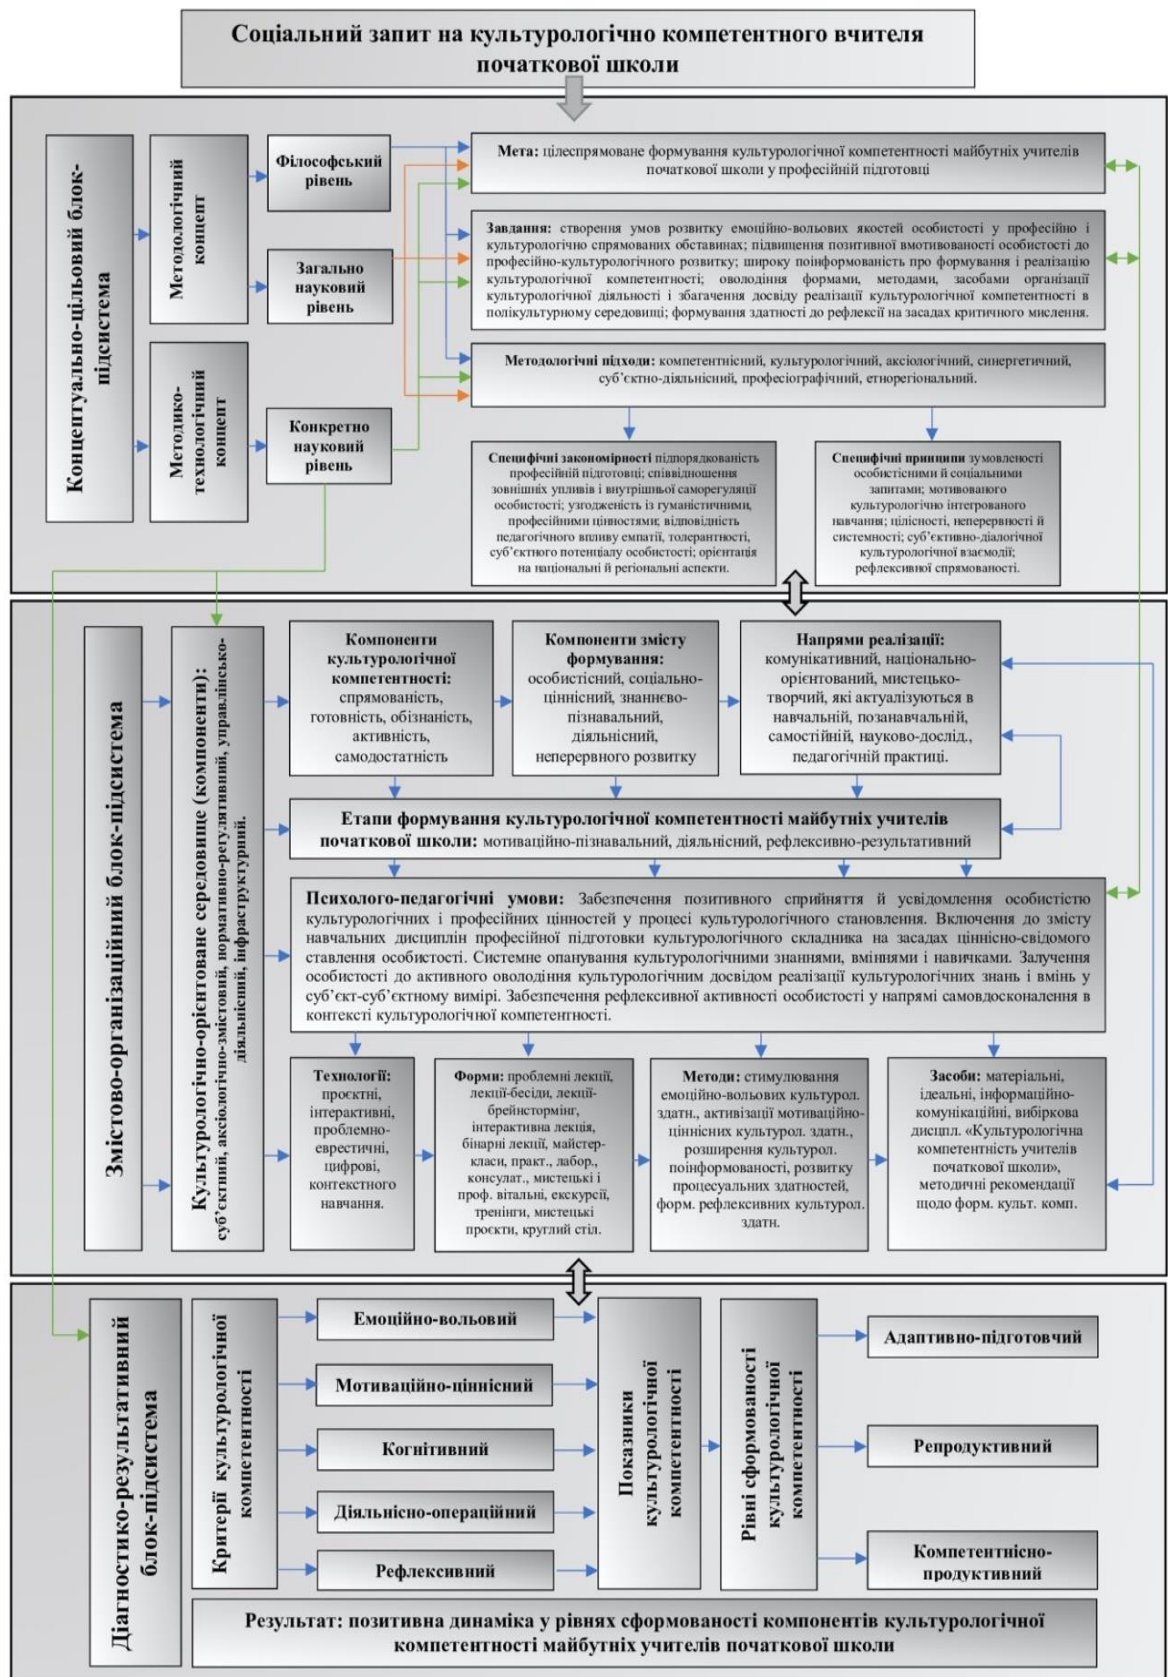 Соціальний запит на культурологічно компетентного вчителя
початкової школи
Концептуально-цільовий блок-
підсистема
Методологічний
концепт
Методико-
технологічний
концепт
Філософський
рівень
Загально
науковий
рівень
Конкретно
науковий
рівень
Мета: цілеспрямоване формування культурологічної компетентності майбутніх учителів
початкової школи у професійній підготовці
Завдання: створення умов розвитку емоційно-вольових якостей особистості у професійно і
культурологічно спрямованих обставинах; підвищення позитивної вмотивованості особистості до
професійно-культурологічного розвитку; широку поінформованість про формування і реалізацію
культурологічної компетентності; оволодіння формами, методами, засобами організації
культурологічної діяльності і збагачення досвіду реалізації культурологічної компетентності в
полікультурному середовищі; формування здатності до рефлексії на засадах критичного мислення.
Методологічні підходи: компетентнісний, культурологічний, аксіологічний, синергетичний,
суб’єктно-діяльнісний, професіографічний, етнорегіональний.
Специфічні закономірності підпорядкованість
професійній підготовці; співвідношення
зовнішніх упливів і внутрішньої саморегуляції
особистості; узгодженість із гуманістичними,
професійними цінностями; відповідність
педагогічного впливу емпатії, толерантності,
суб’єктного потенціалу особистості; орієнтація
на національні й регіональні аспекти.
Специфічні принципи зумовленості
особистісними й соціальними
запитами; мотивованого
культурологічно інтегрованого
навчання; цілісності, неперервності й
системності; суб’єктивно-діалогічної
культурологічної взаємодії;
рефлексивної спрямованості.
Змістово-організаційний блок-підсистема
Культурологічно-орієнтоване середовище (компоненти):
суб’єктний, аксіологічно-змістовий, нормативно-регулятивний, управлінсько-
діяльнісний, інфраструктурний.
Компоненти
культурологічної
компетентності:
спрямованість,
готовність, обізнаність,
активність,
самодостатність
Компоненти змісту
формування:
особистісний, соціально-
ціннісний, знаннєво-
пізнавальний,
діяльнісний,
неперервного розвитку
Напрями реалізації:
комунікативний, національно-
орієнтований, мистецько-
творчий, які актуалізуються в
навчальній, позанавчальній,
самостійній, науково-дослід.,
педагогічній практиці.
Етапи формування культурологічної компетентності майбутніх учителів
початкової школи: мотиваційно-пізнавальний, діяльнісний, рефлексивно-результативний
Психолого-педагогічні умови: Забезпечення позитивного сприйняття й усвідомлення особистістю
культурологічних і професійних цінностей у процесі культурологічного становлення. Включення до змісту
навчальних дисциплін професійної підготовки культурологічного складника на засадах ціннісно-свідомого
ставлення особистості. Системне опанування культурологічними знаннями, вміннями і навичками. Залучення
особистості до активного оволодіння культурологічним досвідом реалізації культурологічних знань і вмінь у
суб’єкт-суб’єктному вимірі. Забезпечення рефлексивної активності особистості у напрямі самовдосконалення в
контексті культурологічної компетентності.
Технології:
проєктні,
інтерактивні,
проблемно-
евристичні,
цифрові,
контекстного
навчання.
Форми: проблемні лекції,
лекції-бесіди, лекції-
брейнстормінг,
інтерактивна лекція,
бінарні лекції, майстер-
класи, практ., лабор.,
консулат., мистецькі і
проф. вітальні, екскурсії,
тренінги, мистецькі
проєкти, круглий стіл.
Методи: стимулювання
емоційно-вольових культурол.
здатн., активізації мотиваційно-
ціннісних культурол. здатн.,
розширення культурол.
поінформованості, розвитку
процесуальних здатностей,
форм. рефлексивних культурол.
здатн.
Засоби: матеріальні,
ідеальні, інформаційно-
комунікаційні, вибіркова
дисцпл. «Культурологічна
компетентність учителів
початкової школи»,
методичні рекомендації
щодо форм. культ. комп.
Діагностико-результативний
блок-підсистема
Критерії культурологічної
компетентності
Емоційно-вольовий
Мотиваційно-ціннісний
Когнітивний
Діяльнісно-операційний
Рефлексивний
Показники
культурологічної
компетентності
Рівні сформованості
культурологічної
компетентності
Адаптивно-підготовчий
Репродуктивний
Компетентнісно-
продуктивний
Результат: позитивна динаміка у рівнях сформованості компонентів культурологічної
компетентності майбутніх учителів початкової школи